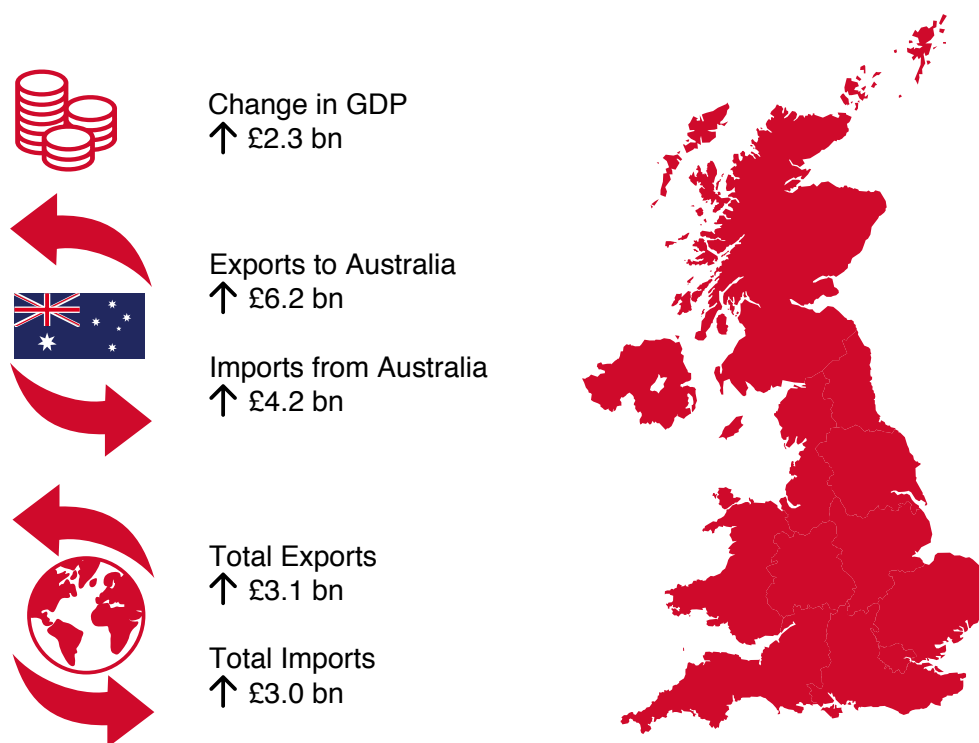 Change in GDP
↑ £2.3 bn
Exports to Australia
↑ £6.2 bn
Imports from Australia
↑ £4.2 bn
Total Exports
↑ £3.1 bn
Total Imports
↑ £3.0 bn